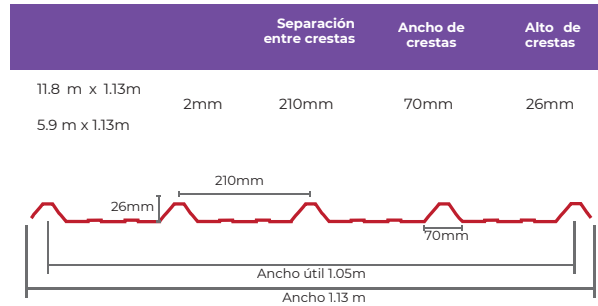 Separación entre crestas
Ancho de crestas
Alto de crestas
11.8 m x 1.13m
5.9 m x 1.13m
2mm
210mm
70mm
26mm
210mm
26mm
70mm
Ancho útil 1.05m
Ancho 1.13 m